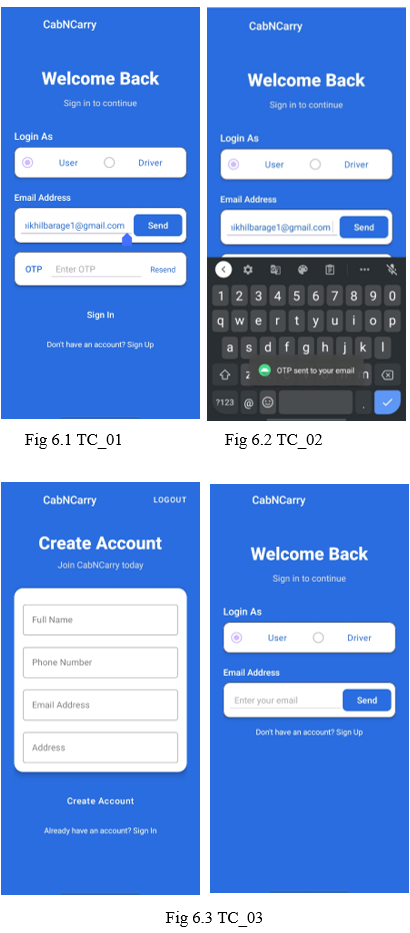 CabNCarry
Welcome Back
Sign in to continue
Login As
User Driver
Email Address
iikhilbarage1@gmail.com Send
OTP Enter OTP Resend
Sign In
Don't have an account? Sign Up
Fig 6.1 TC_01
CabNCarry
Welcome Back
Sign in to continue
Login As
User Driver
Email Address
iikhilbarage1@gmail.com Send
1 2 3 4 5 6 7 8 9 0
q w e r t y u i o p
a s d f g h j k l
OTP sent to your email
?123 @ .
Fig 6.2 TC_02
CabNCarry LOGOUT
Create Account
Join CabNCarry today
Full Name
Phone Number
Email Address
Address
Create Account
Already have an account? Sign In
CabNCarry
Welcome Back
Sign in to continue
Login As
User Driver
Email Address
Enter your email Send
Don't have an account? Sign Up
Fig 6.3 TC_03